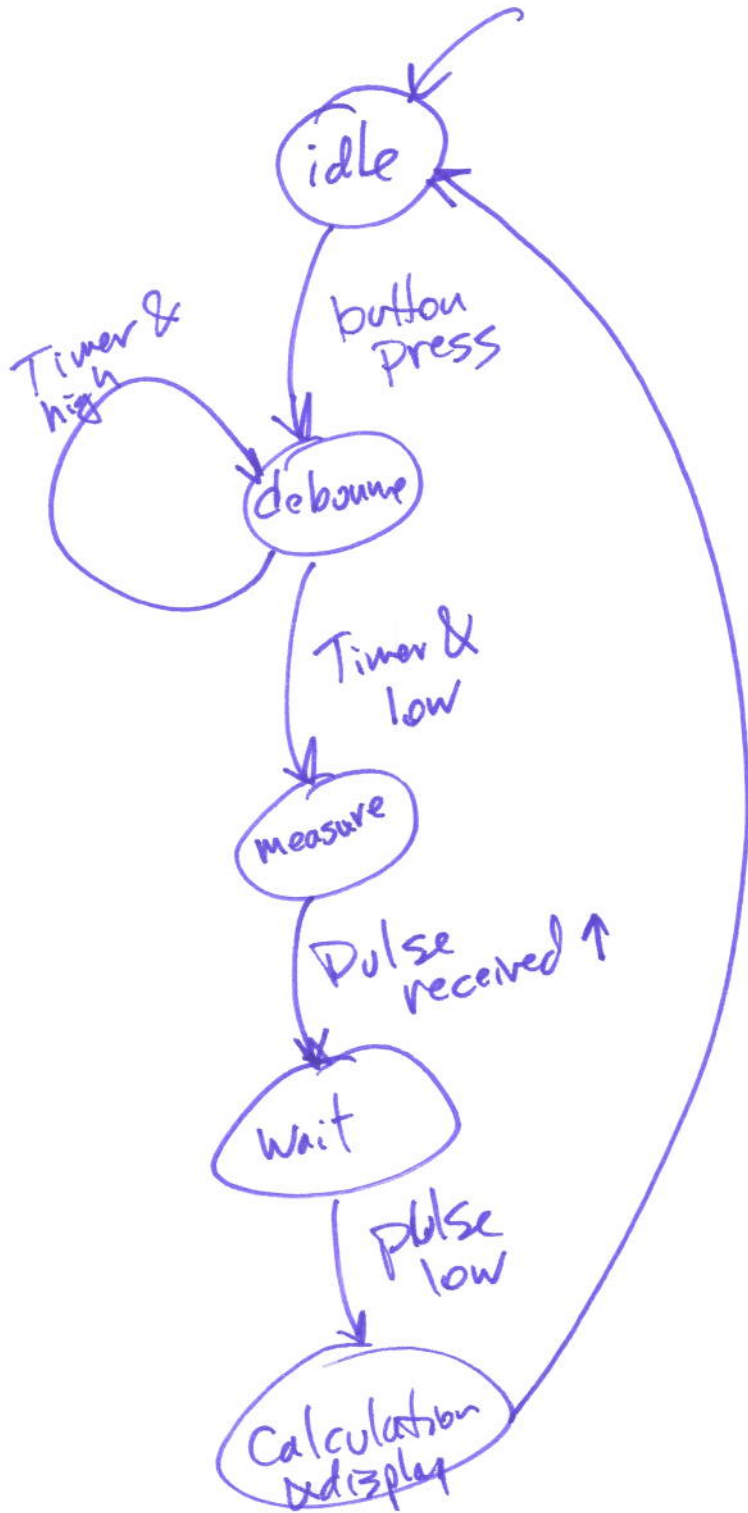 idle
button
press
Timer &
high
debounce
Timer &
low
measure
Pulse
received ↑
Wait
pulse
low
Calculation
& display